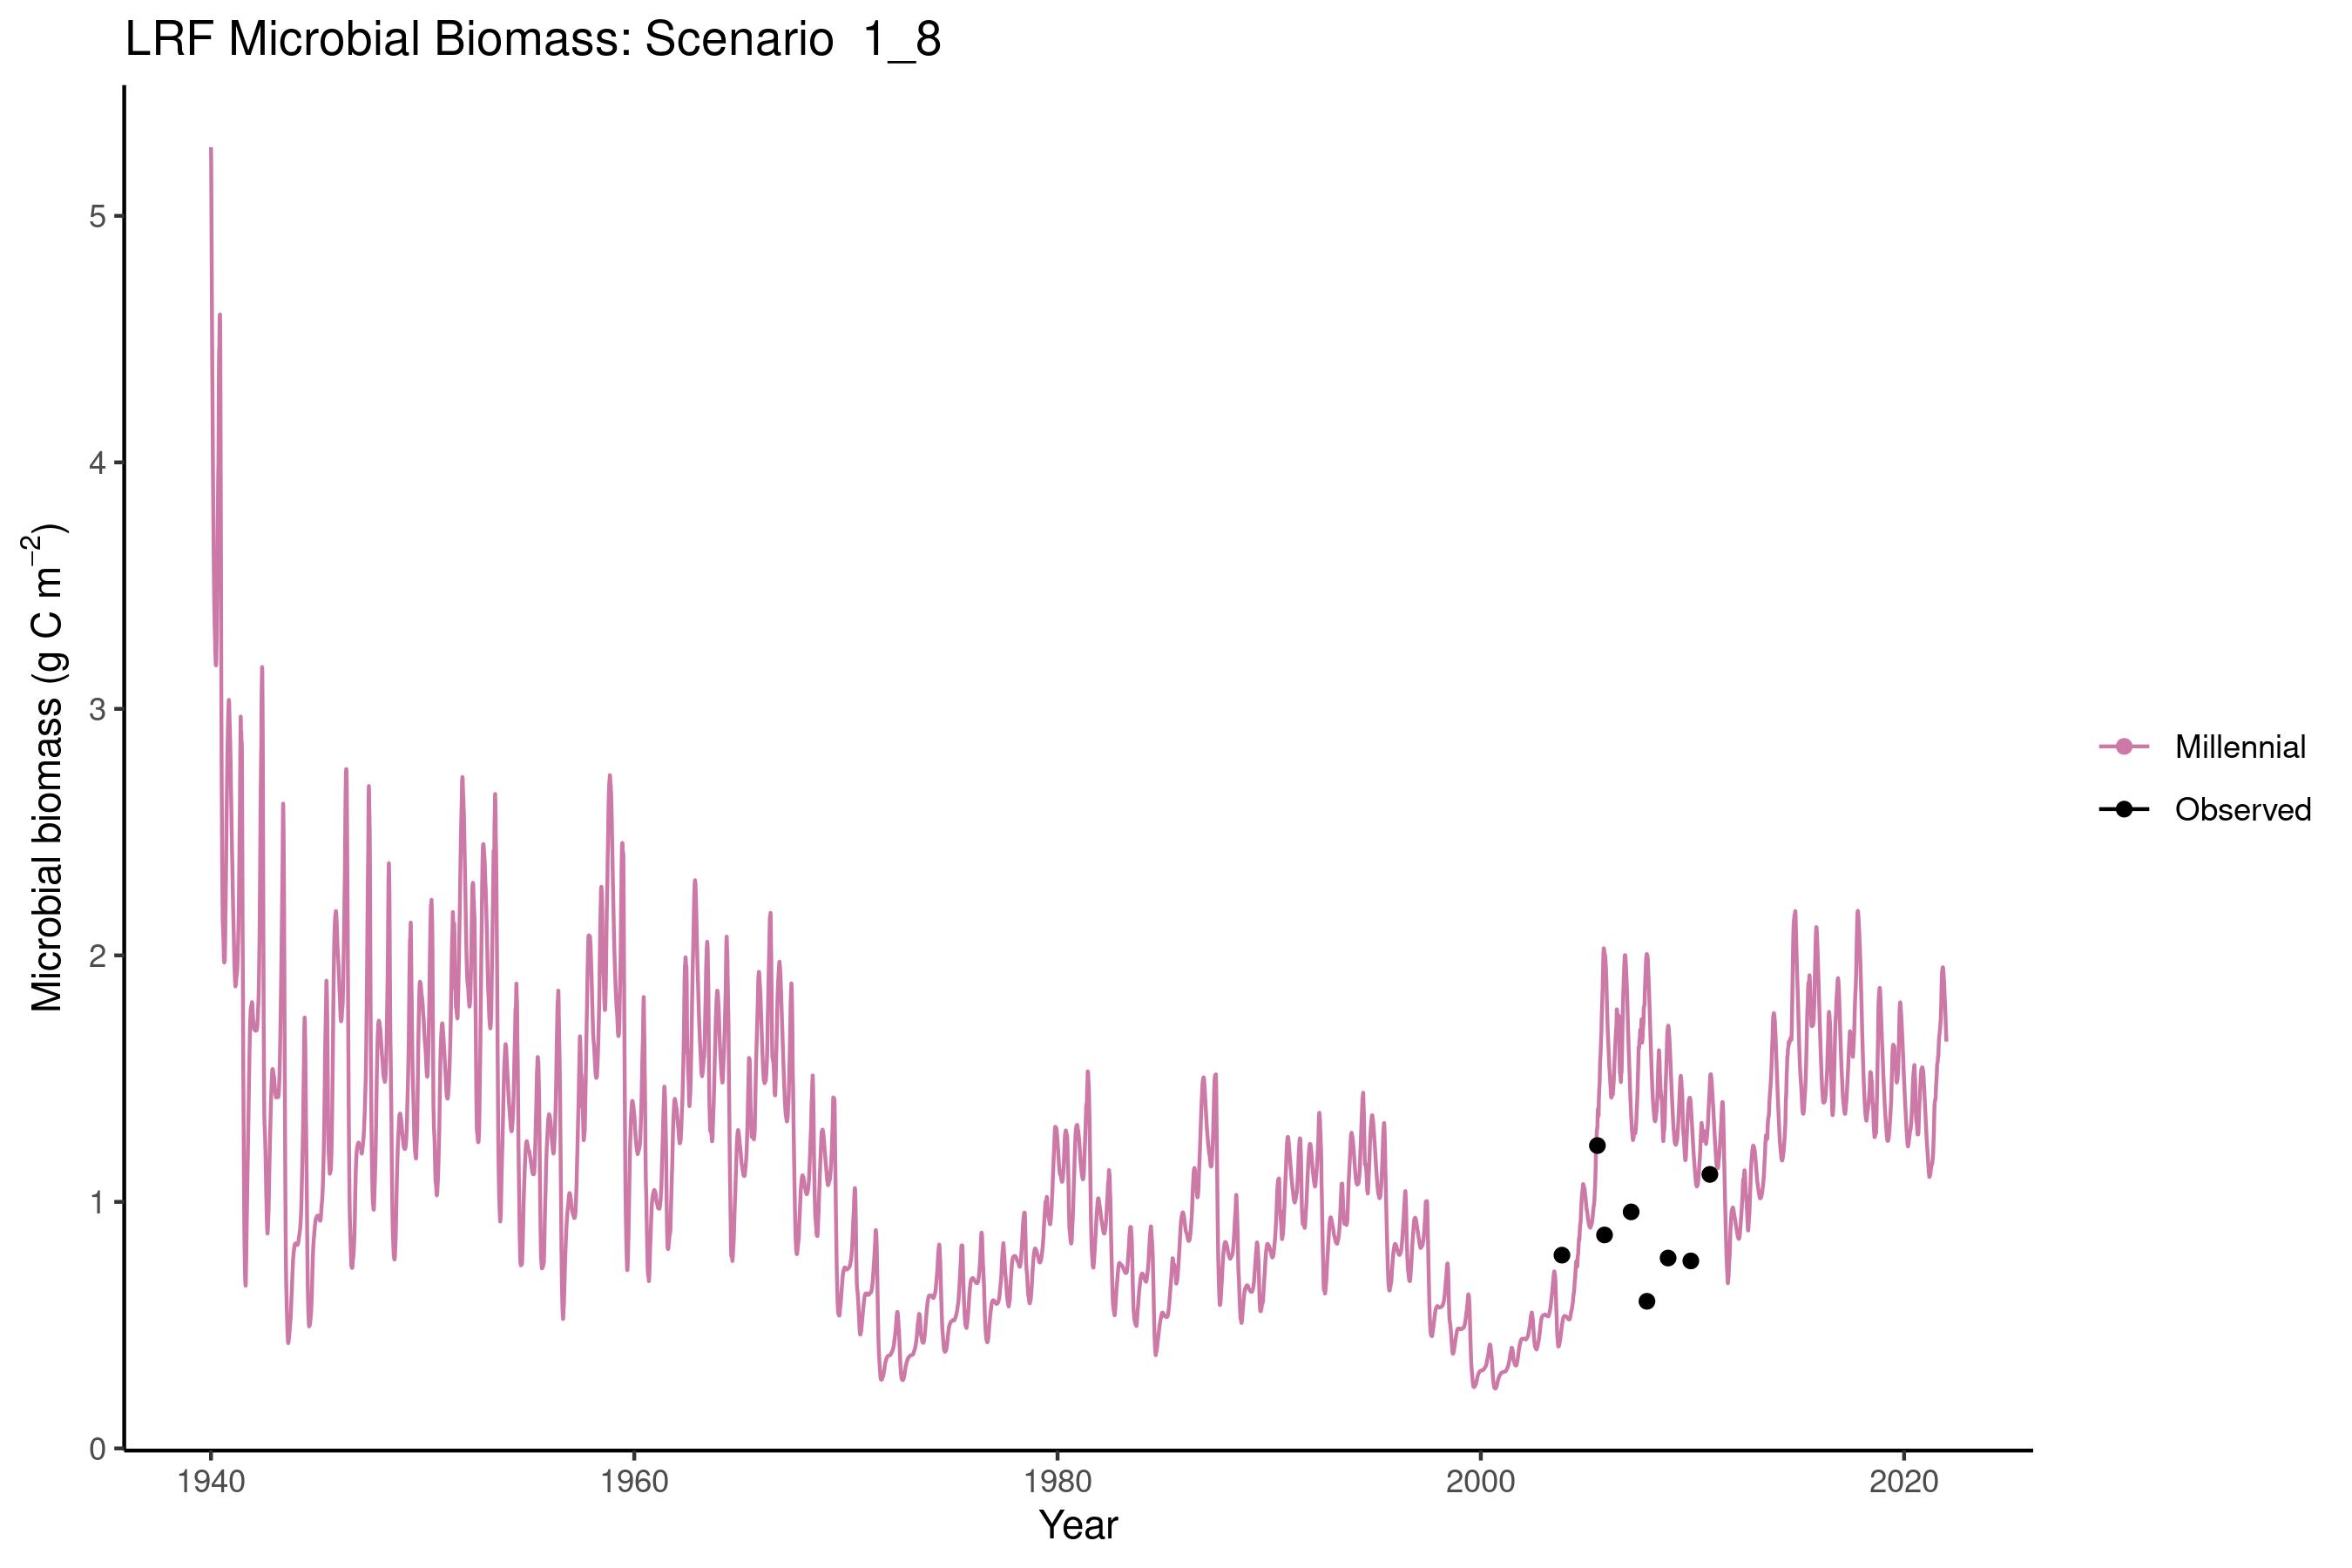 LRF Microbial Biomass: Scenario  1_8
Microbial biomass (g C m⁻²)
5
4
3
2
1
0
1940 1960 1980 2000 2020
Year
Millennial
Observed